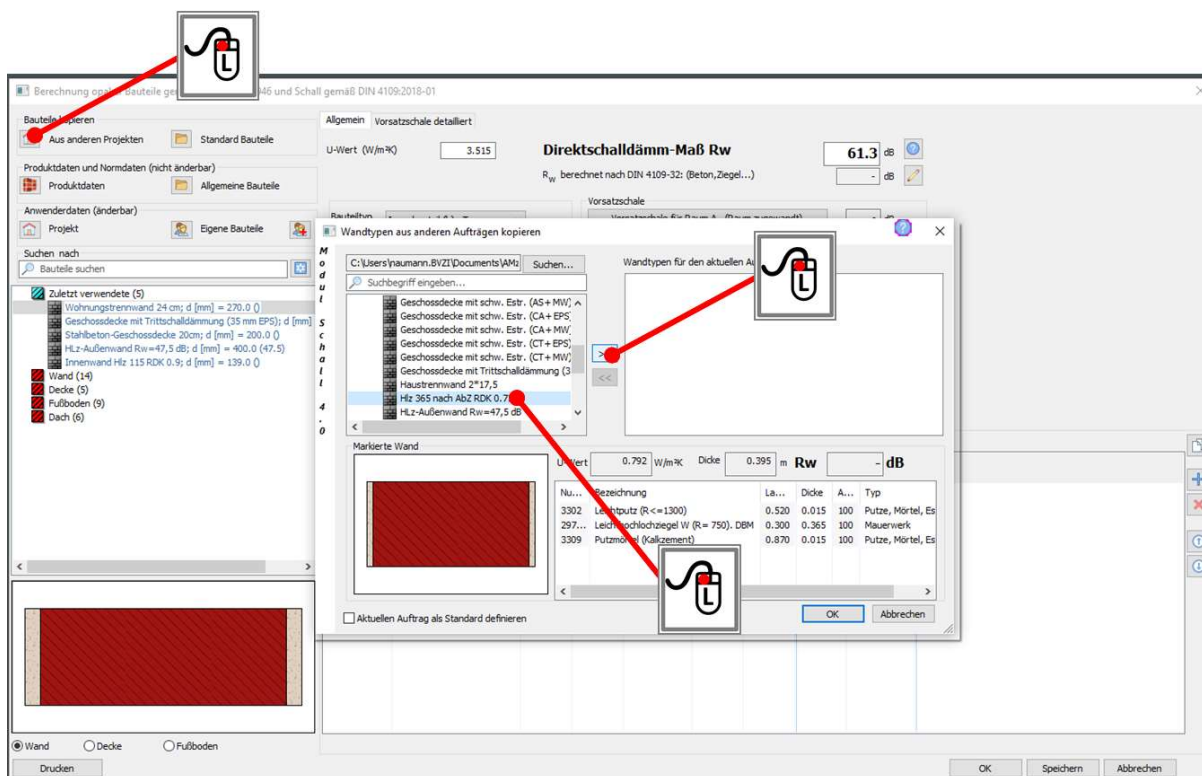 L
Berechnung opaker Bauteile ge 946 und Schall gemäß DIN 4109:2018-01
Bauteile kopieren
Aus anderen Projekten
Standard Bauteile
Produktdaten und Normdaten (nicht änderbar)
Produktdaten
Allgemeine Bauteile
Anwenderdaten (änderbar)
Projekt
Eigene Bauteile
Suchen nach
Bauteile suchen
Zuletzt verwendete (5)
Wohnungstrennwand 24 cm; d [mm] = 270.0 ()
Geschossdecke mit Trittschalldämmung (35 mm EPS); d [mm]
Stahlbeton-Geschossdecke 20cm; d [mm] = 200.0 ()
HLz-Außenwand Rw=47,5 dB; d [mm] = 400.0 (47.5)
Innenwand Hlz 115 RDK 0.9; d [mm] = 139.0 ()
Wand (14)
Decke (5)
Fußboden (9)
Dach (6)
Wand Decke Fußboden
Drucken
Allgemein Vorsatzschale detailliert
U-Wert (W/m²K) 3.515
Direktschalldämm-Maß Rw 61.3 dB
RW berechnet nach DIN 4109-32: (Beton,Ziegel...) - dB
Vorsatzschale
Bauteiltyp
Wandtypen aus anderen Aufträgen kopieren
Modul Schall 4.0
C:\Users\naumann.BVZI\Documents\AMz
Suchen...
Wandtypen für den aktuellen Au
Suchbegriff eingeben...
Geschossdecke mit schw. Estr. (AS+MW)
Geschossdecke mit schw. Estr. (CA+EPS
Geschossdecke mit schw. Estr. (CA+MW)
Geschossdecke mit schw. Estr. (CT+EPS)
Geschossdecke mit schw. Estr. (CT+MW)
Geschossdecke mit Trittschalldämmung (3
Haustrennwand 2*17,5
Hlz 365 nach AbZ RDK 0.7
HLz-Außenwand Rw=47,5 dB
<<
L
Markierte Wand
U-Wert 0.792 W/m²K Dicke 0.395 m Rw - dB
Nu... Bezeichnung La... Dicke A... Typ
3302 Leichtputz (R<=1300) 0.520 0.015 100 Putze, Mörtel, Es
297... Leichthochlochziegel W (R= 750). DBM 0.300 0.365 100 Mauerwerk
3309 Putzmörtel (Kalkzement) 0.870 0.015 100 Putze, Mörtel, Es
L
Aktuellen Auftrag als Standard definieren
OK Abbrechen
OK Speichern Abbrechen